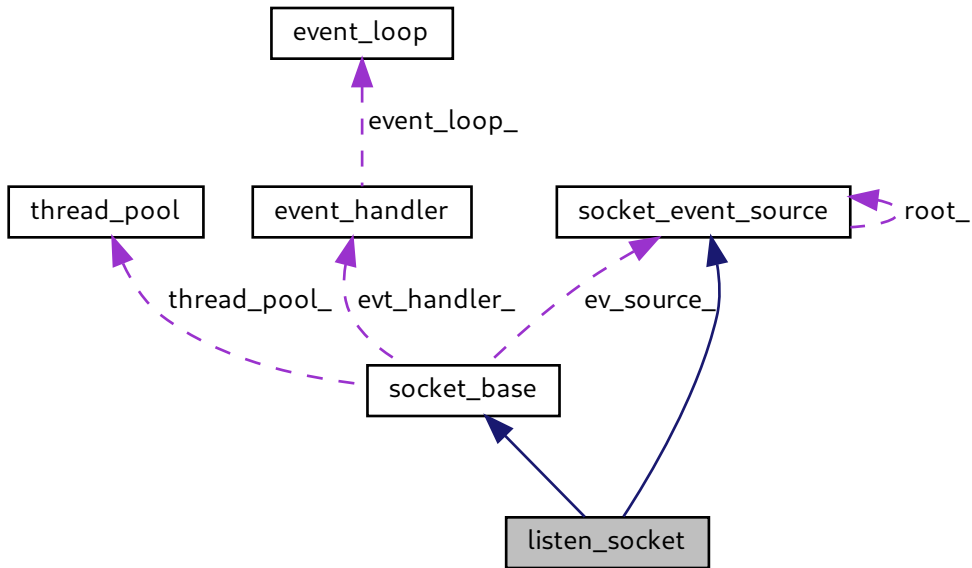 event_loop
event_loop_
thread_pool
event_handler
socket_event_source
root_
thread_pool_
evt_handler_
ev_source_
socket_base
listen_socket